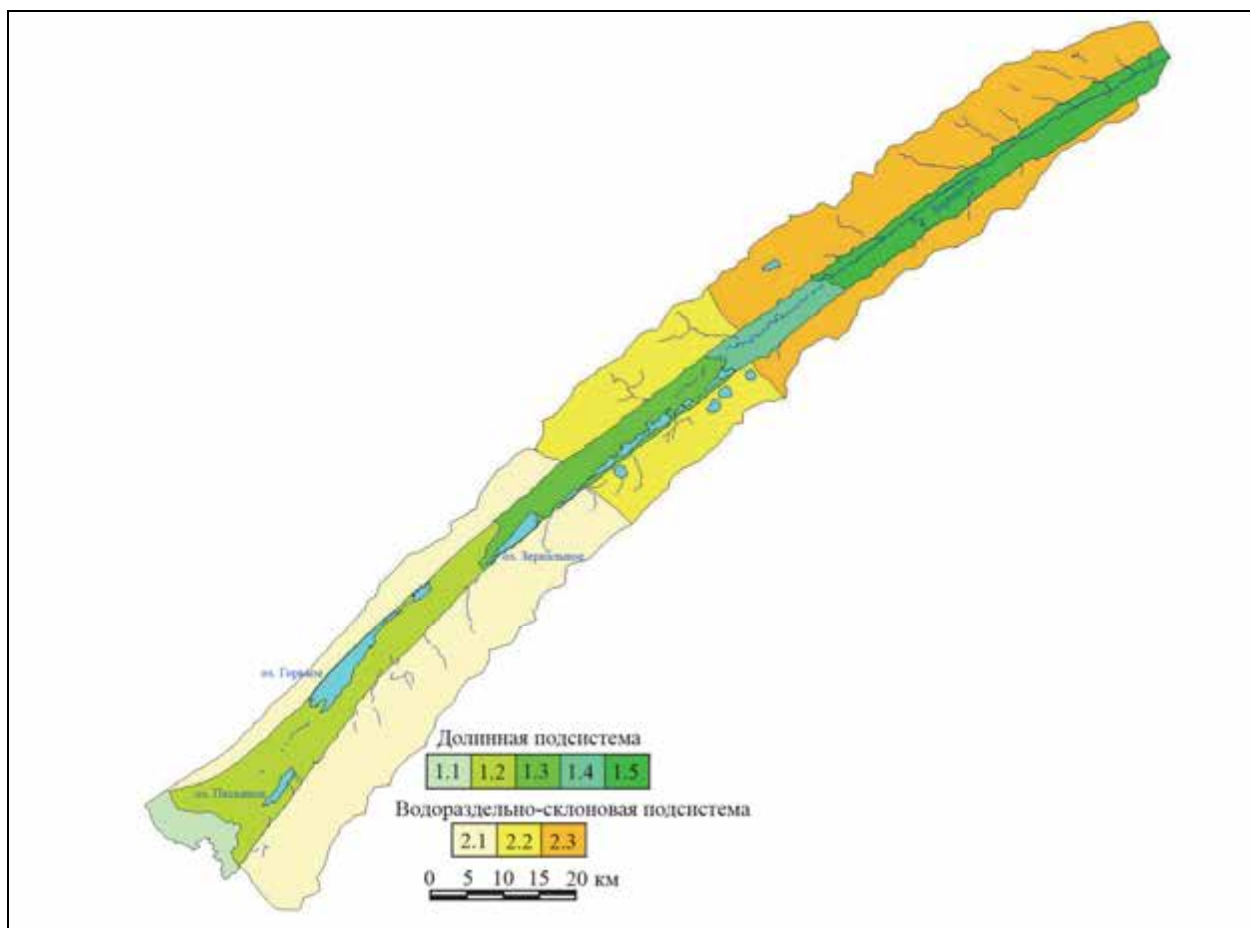 оз. Зеркальное
оз. Горькое
оз.
Долинная подсистема
1.1 1.2 1.3 1.4 1.5
Водораздельно-склоновая подсистема
2.1 2.2 2.3
0 5 10 15 20 км